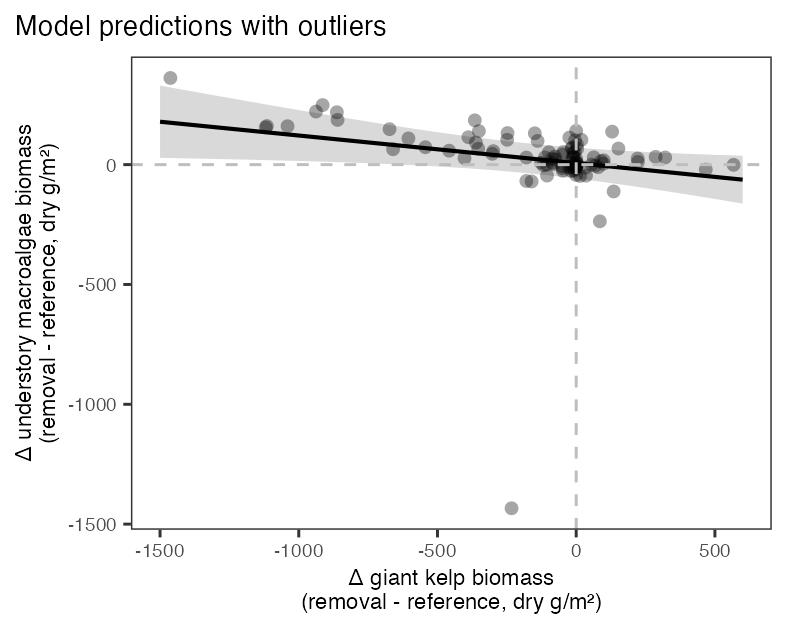 Model predictions with outliers
Δ understory macroalgae biomass
(removal - reference, dry g/m²)
0
-500
-1000
-1500
-1500 -1000 -500 0 500
Δ giant kelp biomass
(removal - reference, dry g/m²)